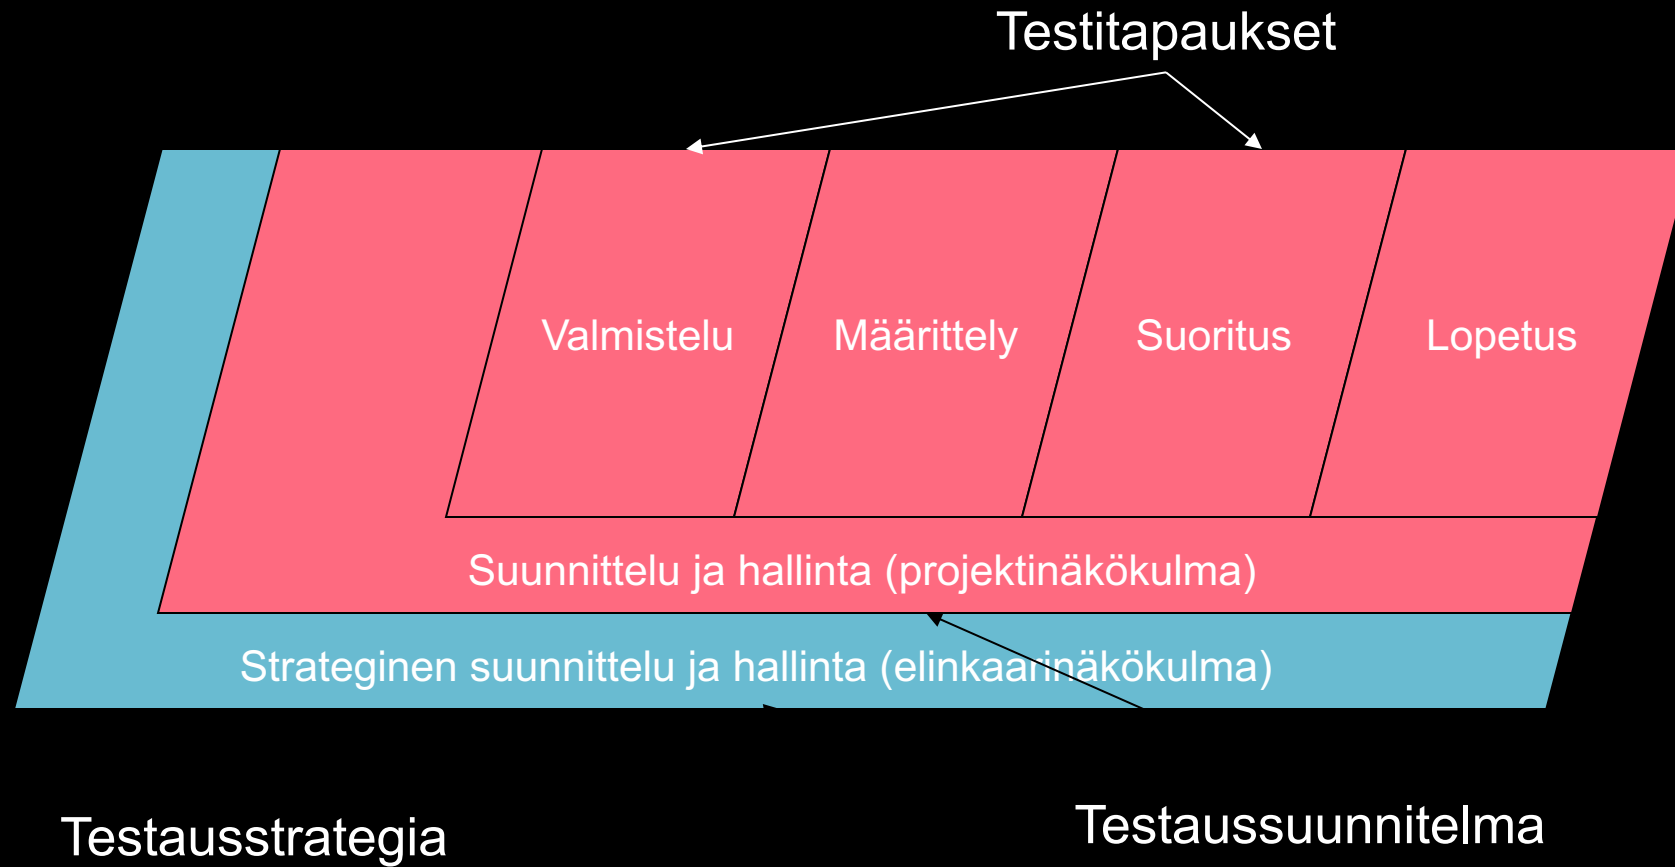 Testitapaukset
Valmistelu
Määrittely
Suoritus
Lopetus
Suunnittelu ja hallinta (projektinäkökulma)
Strateginen suunnittelu ja hallinta (elinkaarinäkökulma)
Testausstrategia
Testaussuunnitelma